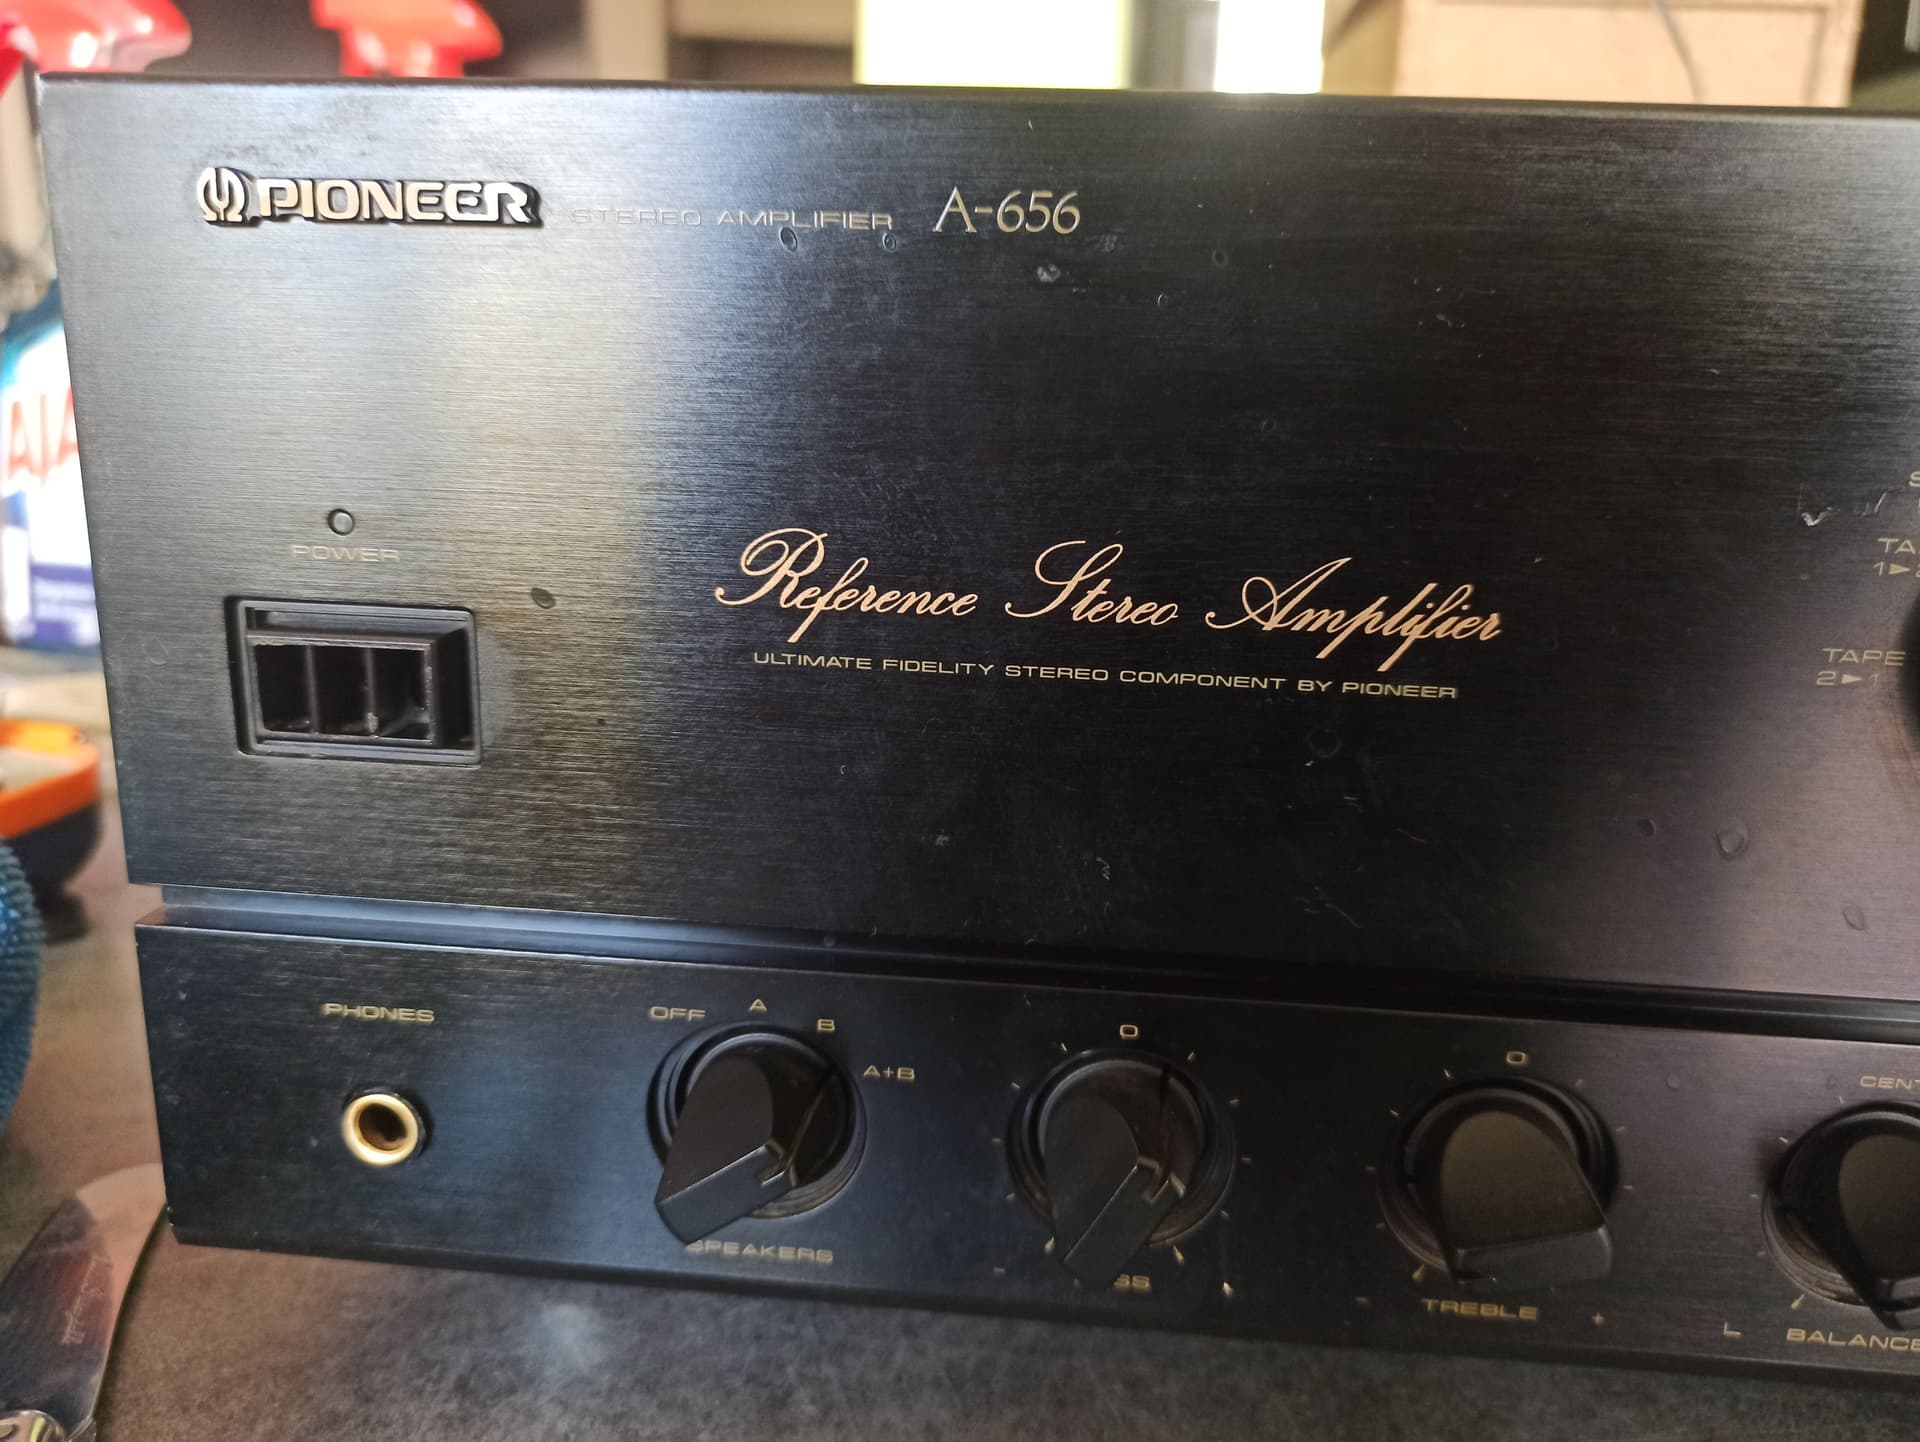 PIONEER STEREO AMPLIFIER A-656
POWER
Reference Stereo Amplifier
ULTIMATE FIDELITY STEREO COMPONENT BY PIONEER
TAPE
2►1
PHONES
OFF A B A+B
SPEAKERS
0
-
0
- TREBLE +
L BALANCE